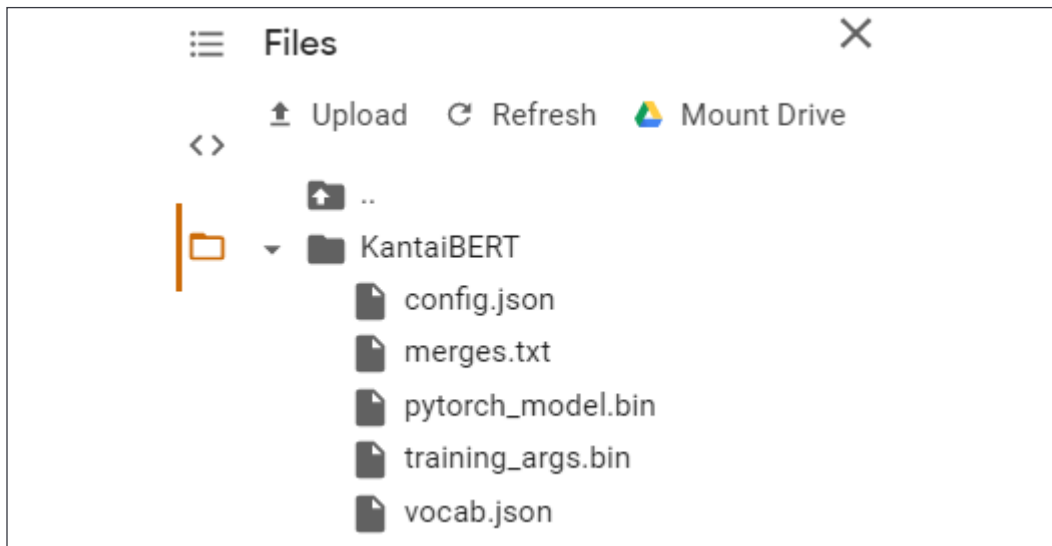 Files
Upload Refresh Mount Drive
..
KantaiBERT
config.json
merges.txt
pytorch_model.bin
training_args.bin
vocab.json